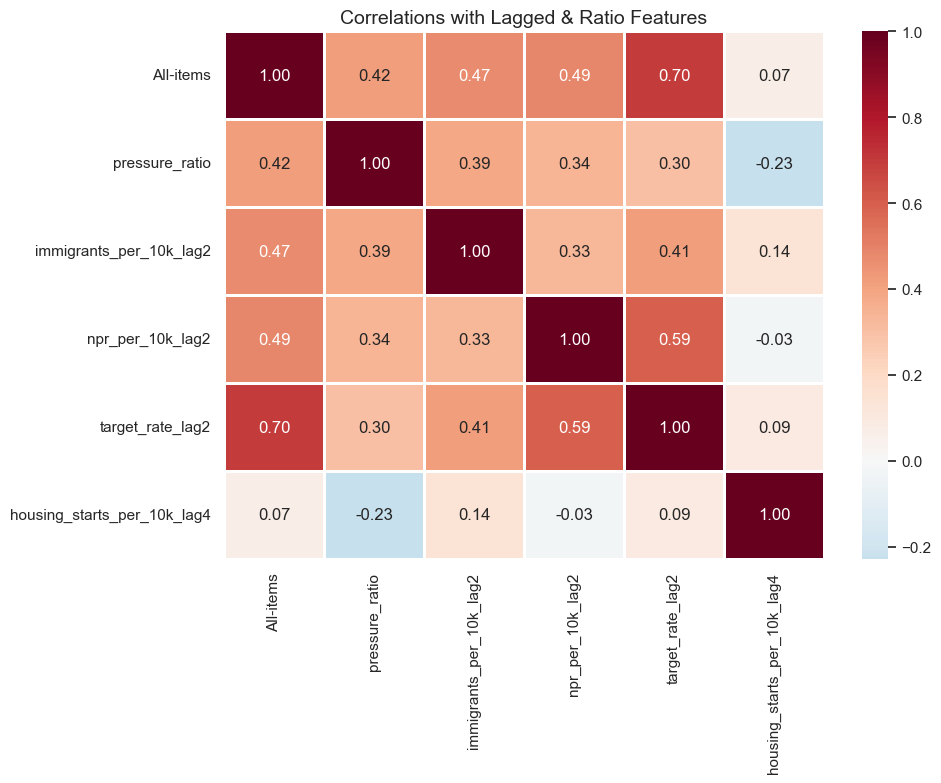 Correlations with Lagged & Ratio Features
All-items 1.00 0.42 0.47 0.49 0.70 0.07
pressure_ratio 0.42 1.00 0.39 0.34 0.30 -0.23
immigrants_per_10k_lag2 0.47 0.39 1.00 0.33 0.41 0.14
npr_per_10k_lag2 0.49 0.34 0.33 1.00 0.59 -0.03
target_rate_lag2 0.70 0.30 0.41 0.59 1.00 0.09
housing_starts_per_10k_lag4 0.07 -0.23 0.14 -0.03 0.09 1.00
All-items
pressure_ratio
immigrants_per_10k_lag2
npr_per_10k_lag2
target_rate_lag2
housing_starts_per_10k_lag4
1.0
0.8
0.6
0.4
0.2
0.0
−0.2